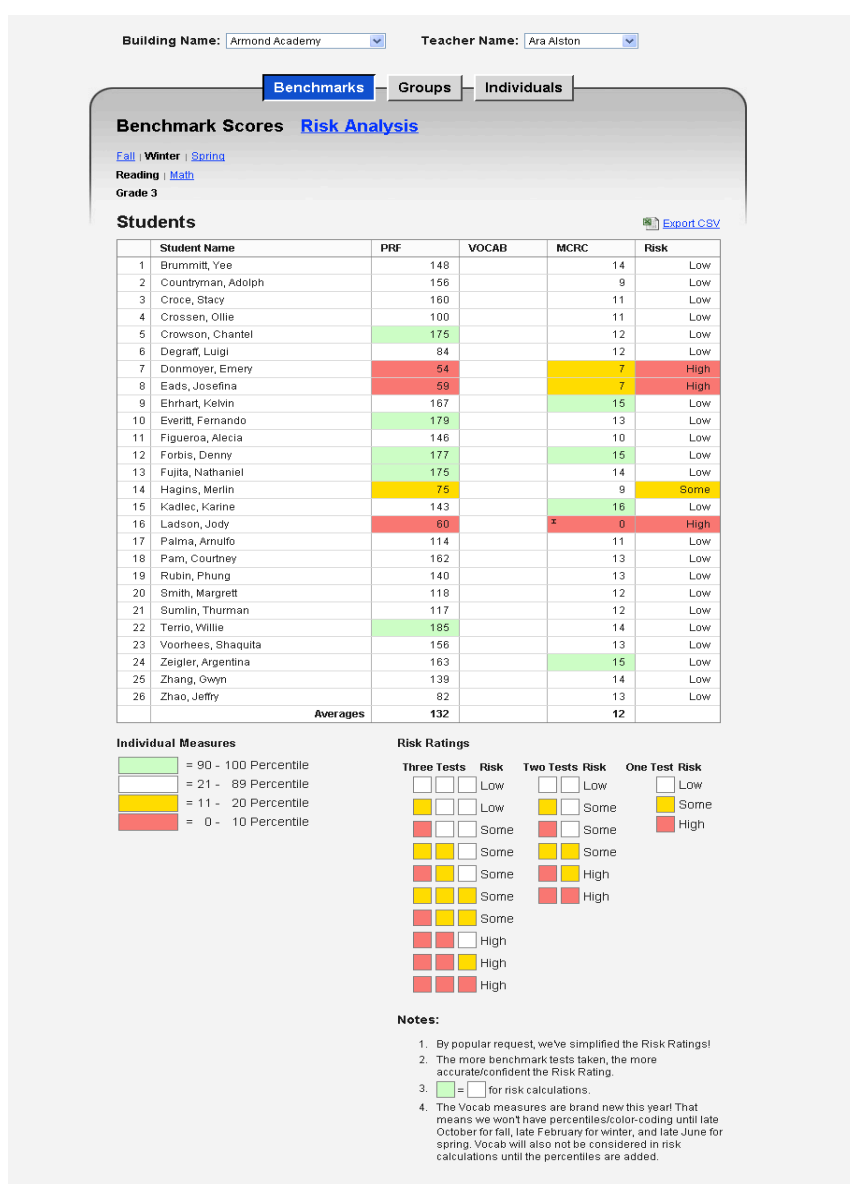 Building Name: Armond Academy Teacher Name: Ara Alston
Benchmarks Groups Individuals
Benchmark Scores Risk Analysis
Fall | Winter | Spring
Reading | Math
Grade 3
Students Export CSV
Student Name PRF VOCAB MCRC Risk
1 Brummitt, Yee 148 14 Low
2 Countryman, Adolph 156 9 Low
3 Croce, Stacy 160 11 Low
4 Crossen, Ollie 100 11 Low
5 Crowson, Chantel 175 12 Low
6 Degraff, Luigi 84 12 Low
7 Donmoyer, Emery 54 7 High
8 Eads, Josefina 59 7 High
9 Ehrhart, Kelvin 167 15 Low
10 Everitt, Fernando 179 13 Low
11 Figueroa, Alecia 146 10 Low
12 Forbis, Denny 177 15 Low
13 Fujita, Nathaniel 175 14 Low
14 Hagins, Merlin 75 9 Some
15 Kadlec, Karine 143 16 Low
16 Ladson, Jody 60 0 High
17 Palma, Arnulfo 114 11 Low
18 Pam, Courtney 162 13 Low
19 Rubin, Phung 140 13 Low
20 Smith, Margrett 118 12 Low
21 Sumlin, Thurman 117 12 Low
22 Terrio, Willie 185 14 Low
23 Voorhees, Shaquita 156 13 Low
24 Zeigler, Argentina 163 15 Low
25 Zhang, Gwyn 139 14 Low
26 Zhao, Jeffry 82 13 Low
Averages 132 12
Individual Measures
= 90 - 100 Percentile
= 21 - 89 Percentile
= 11 - 20 Percentile
= 0 - 10 Percentile
Risk Ratings
Three Tests Risk Two Tests Risk One Test Risk
Low Low Low
Low Some Some
Some Some High
Some Some
Some High
Some High
Some
High
High
High
Notes:
1. By popular request, we've simplified the Risk Ratings!
2. The more benchmark tests taken, the more
accurate/confident the Risk Rating.
3. = for risk calculations.
4. The Vocab measures are brand new this year! That
means we won't have percentiles/color-coding until late
October for fall, late February for winter, and late June for
spring. Vocab will also not be considered in risk
calculations until the percentiles are added.